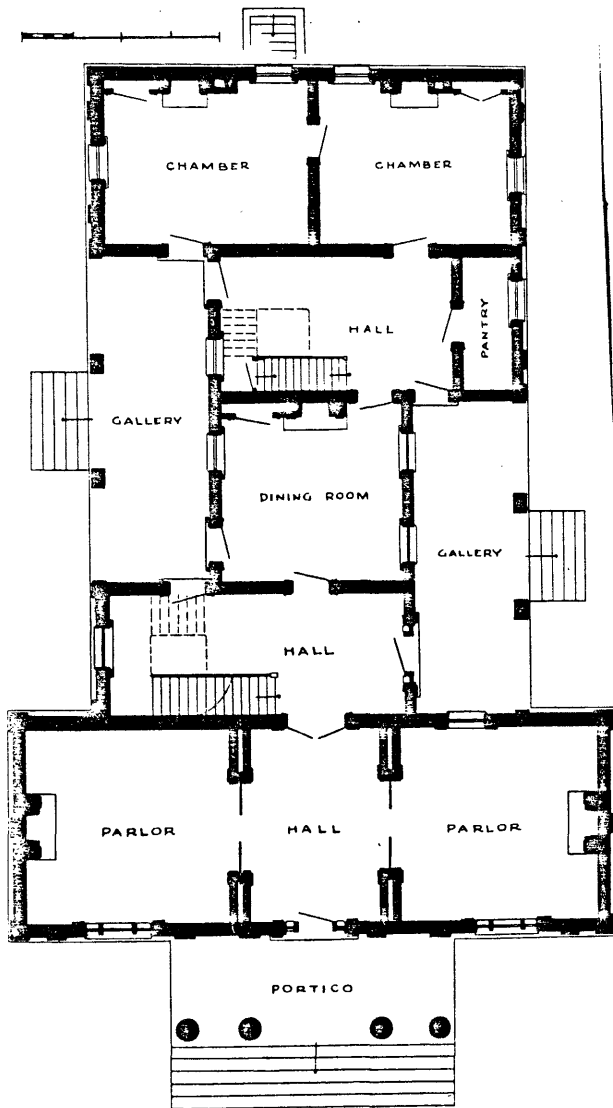 CHAMBER
CHAMBER
HALL
PANTRY
GALLERY
DINING ROOM
GALLERY
HALL
PARLOR
HALL
PARLOR
PORTICO